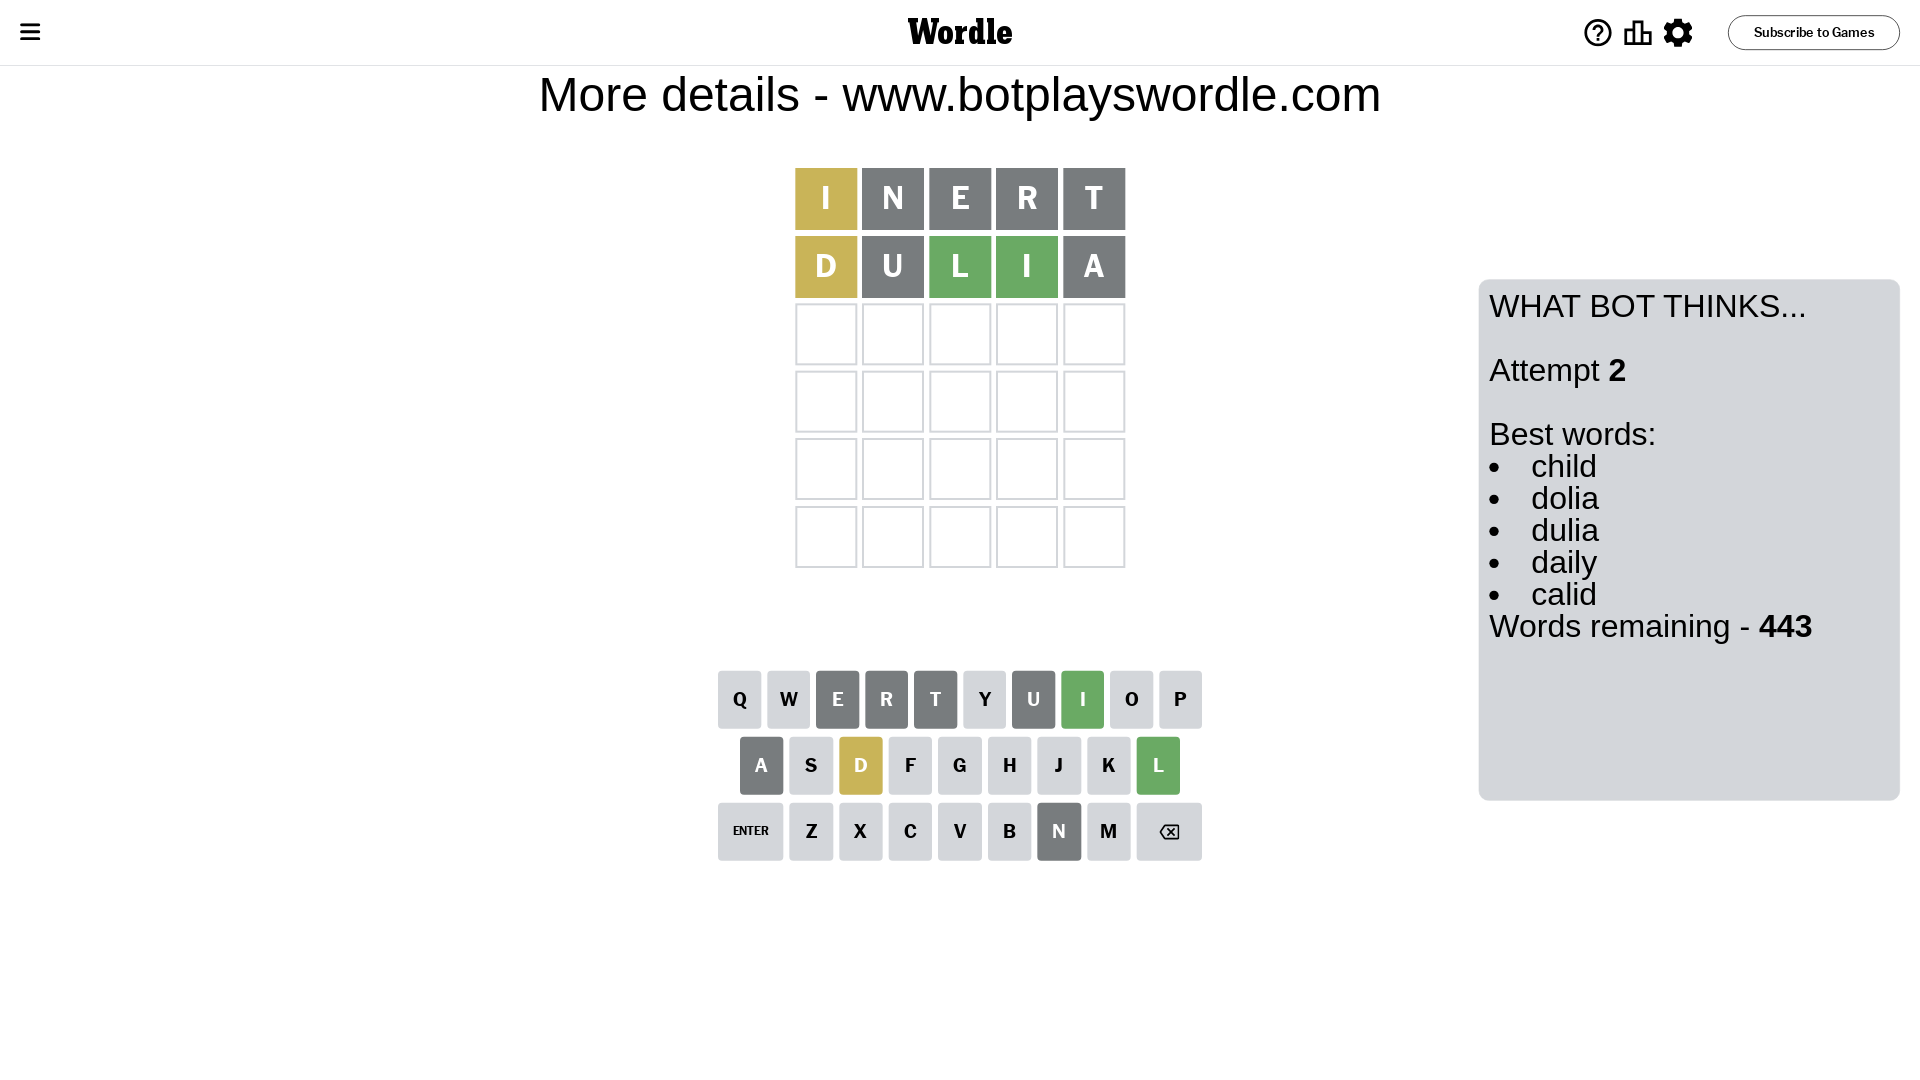 Wordle
Subscribe to Games
More details - www.botplayswordle.com
I N E R T
D U L I A
WHAT BOT THINKS...
Attempt 2
Best words:
• child
• dolia
• dulia
• daily
• calid
Words remaining - 443
Q W E R T Y U I O P
A S D F G H J K L
ENTER Z X C V B N M